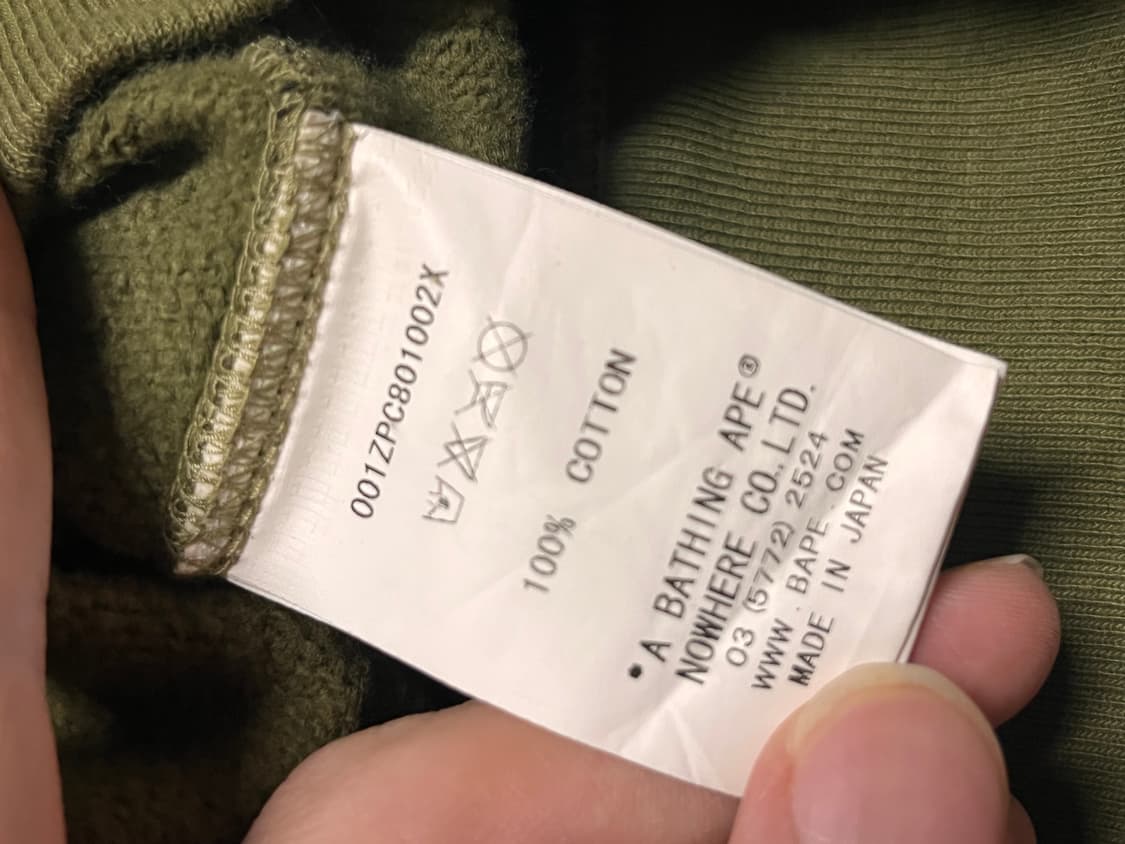 001ZPC801002X
100% COTTON
• A BATHING APE®
NOWHERE CO., LTD.
03 (5772) 2524
WWW . BAPE . COM
MADE IN JAPAN